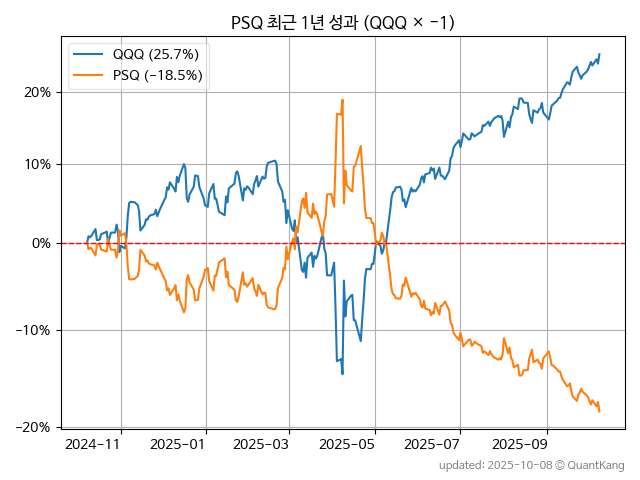 PSQ 최근 1년 성과 (QQQ × −1)
QQQ (25.7%)
PSQ (−18.5%)
20%
10%
0%
−10%
−20%
2024-11 2025-01 2025-03 2025-05 2025-07 2025-09
updated: 2025-10-08 ⓒ QuantKang